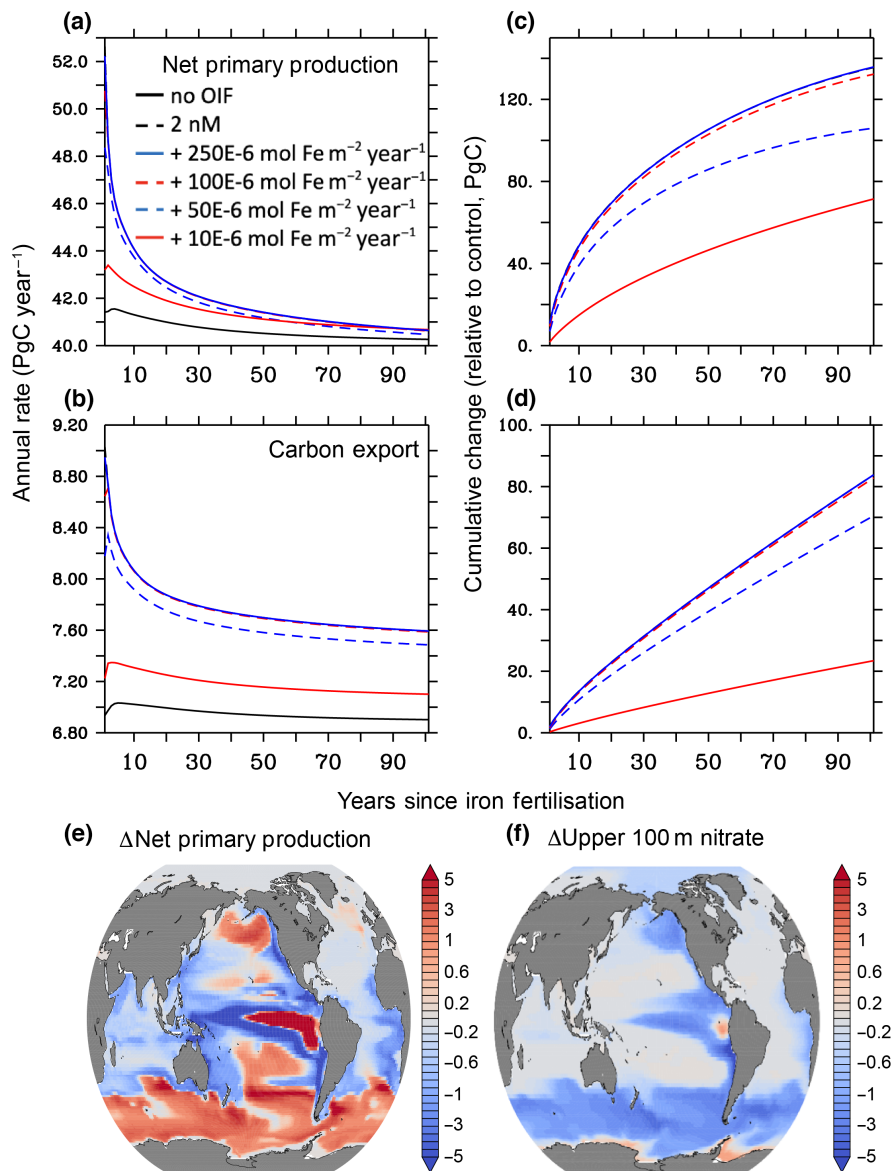 (a)
Net primary production
no OIF
2 nM
+ 250E-6 mol Fe m⁻² year⁻¹
+ 100E-6 mol Fe m⁻² year⁻¹
+ 50E-6 mol Fe m⁻² year⁻¹
+ 10E-6 mol Fe m⁻² year⁻¹
52.0
50.0
48.0
46.0
44.0
42.0
41.0
40.0
10 30 50 70 90
(c)
120.
80.
40.
0.
10 30 50 70 90
Annual rate (PgC year⁻¹)
Cumulative change (relative to control, PgC)
(b)
Carbon export
9.20
8.80
8.40
8.00
7.60
7.20
6.80
10 30 50 70 90
(d)
100.
80.
60.
40.
20.
0.
10 30 50 70 90
Years since iron fertilisation
(e) ΔNet primary production
5
3
1
0.6
0.2
−0.2
−0.6
−1
−3
−5
(f) ΔUpper 100 m nitrate
5
3
1
0.6
0.2
−0.2
−0.6
−1
−3
−5